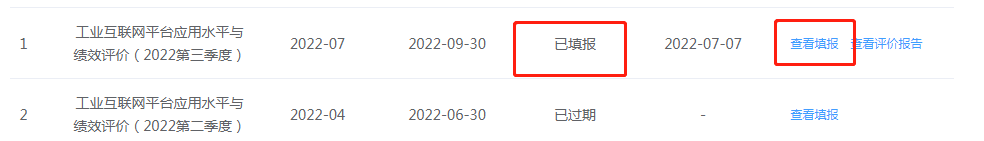 工业互联网平台应用水平与
1 2022-07 2022-09-30 已填报 2022-07-07 查看填报 查看评价报告
绩效评价（2022第三季度）
工业互联网平台应用水平与
2 2022-04 2022-06-30 已过期 - 查看填报
绩效评价（2022第二季度）